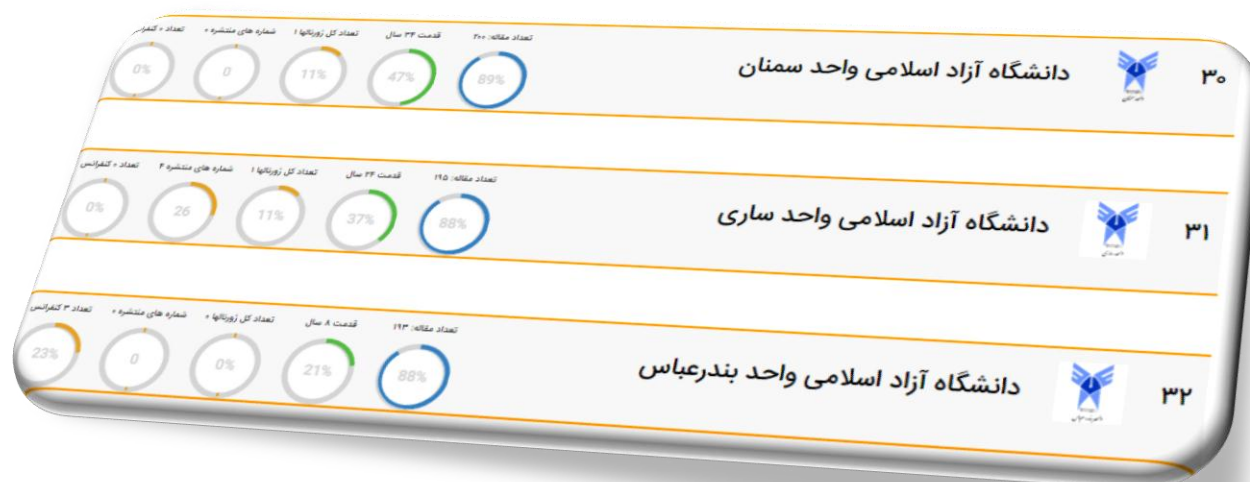 ۳۰
دانشگاه آزاد اسلامی واحد سمنان
تعداد مقاله: ۲۰۰
89%
قدمت ۳۴ سال
47%
تعداد کل ژورنالها ۱
11%
شماره های منتشره ۰
0
تعداد ۰
0%
۳۱
دانشگاه آزاد اسلامی واحد ساری
تعداد مقاله: ۱۹۵
88%
قدمت ۲۴ سال
37%
تعداد کل ژورنالها ۱
11%
شماره های منتشره ۴
26
تعداد ۰ کنفرانس
0%
۳۲
دانشگاه آزاد اسلامی واحد بندرعباس
تعداد مقاله: ۱۹۳
88%
قدمت ۸ سال
21%
تعداد کل ژورنالها ۰
0%
شماره های منتشره ۰
0
تعداد ۳ کنفرانس
23%